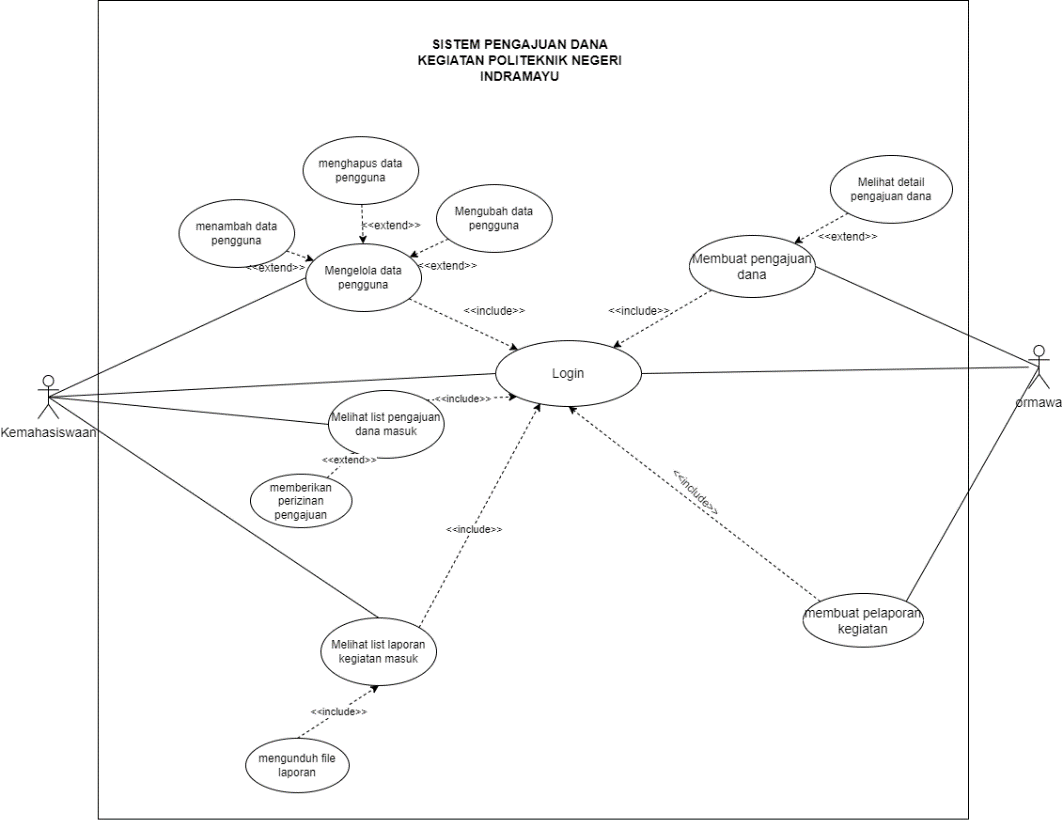 SISTEM PENGAJUAN DANA
KEGIATAN POLITEKNIK NEGERI
INDRAMAYU
menghapus data
pengguna
Melihat detail
pengajuan dana
menambah data
pengguna
<<extend>>
Mengubah data
pengguna
<<extend>>
<<extend>>
Mengelola data
pengguna
<<extend>>
Membuat pengajuan
dana
<<include>>
<<include>>
Login
Kemahasiswaan
ormawa
Melihat list pengajuan
dana masuk
<<include>>
<<extend>>
memberikan
perizinan
pengajuan
<<include>>
<<include>>
membuat pelaporan
kegiatan
Melihat list laporan
kegiatan masuk
<<include>>
mengunduh file
laporan